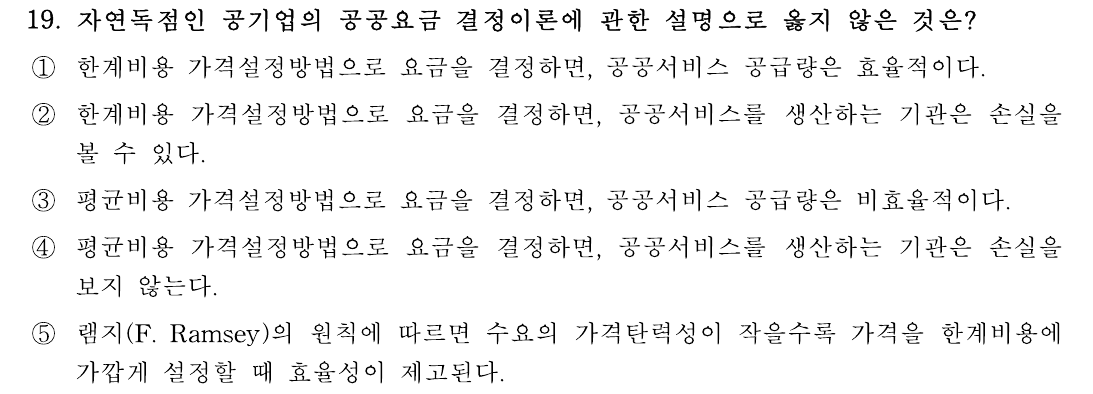 19. 자연독점인 공기업의 공공요금 결정이론에 관한 설명으로 옳지 않은 것은?
① 한계비용 가격설정방법으로 요금을 결정하면, 공공서비스 공급량은 효율적이다.
② 한계비용 가격설정방법으로 요금을 결정하면, 공공서비스를 생산하는 기관은 손실을
볼 수 있다.
③ 평균비용 가격설정방법으로 요금을 결정하면, 공공서비스 공급량은 비효율적이다.
④ 평균비용 가격설정방법으로 요금을 결정하면, 공공서비스를 생산하는 기관은 손실을
보지 않는다.
⑤ 램지(F. Ramsey)의 원칙에 따르면 수요의 가격탄력성이 작을수록 가격을 한계비용에
가깝게 설정할 때 효율성이 제고된다.